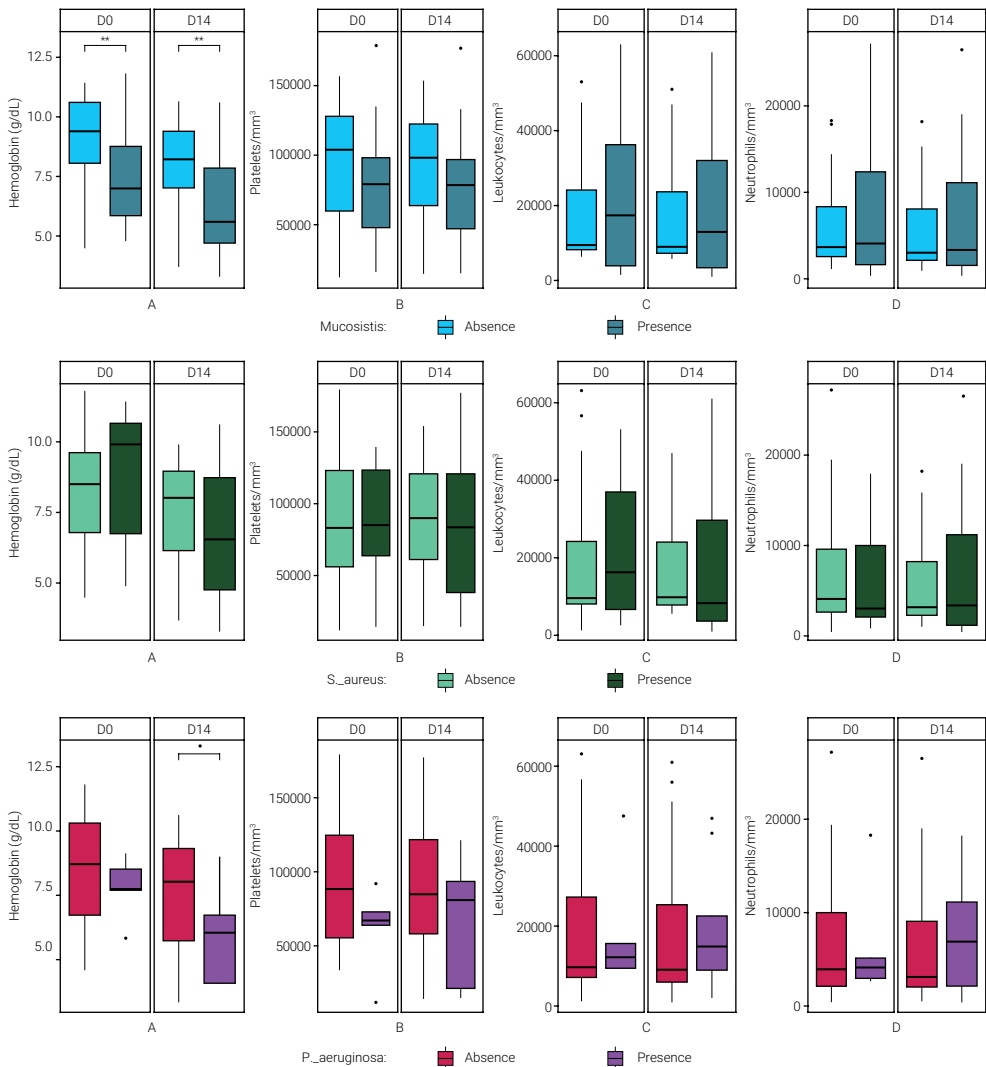 D0 D14 D0 D14 D0 D14 D0 D14
Hemoglobin (g/dL)
12.5
10.0
7.5
5.0
** **
Platelets/mm³
150000
100000
50000
Leukocytes/mm³
60000
40000
20000
0
Neutrophils/mm³
20000
10000
0
A B C D
Mucosistis: Absence Presence
D0 D14 D0 D14 D0 D14 D0 D14
Hemoglobin (g/dL)
10.0
7.5
5.0
Platelets/mm³
150000
100000
50000
Leukocytes/mm³
60000
40000
20000
0
Neutrophils/mm³
20000
10000
0
A B C D
S._aureus: Absence Presence
D0 D14 D0 D14 D0 D14 D0 D14
Hemoglobin (g/dL)
12.5
10.0
7.5
5.0
Platelets/mm³
150000
100000
50000
Leukocytes/mm³
60000
40000
20000
0
Neutrophils/mm³
20000
10000
0
A B C D
P._aeruginosa: Absence Presence